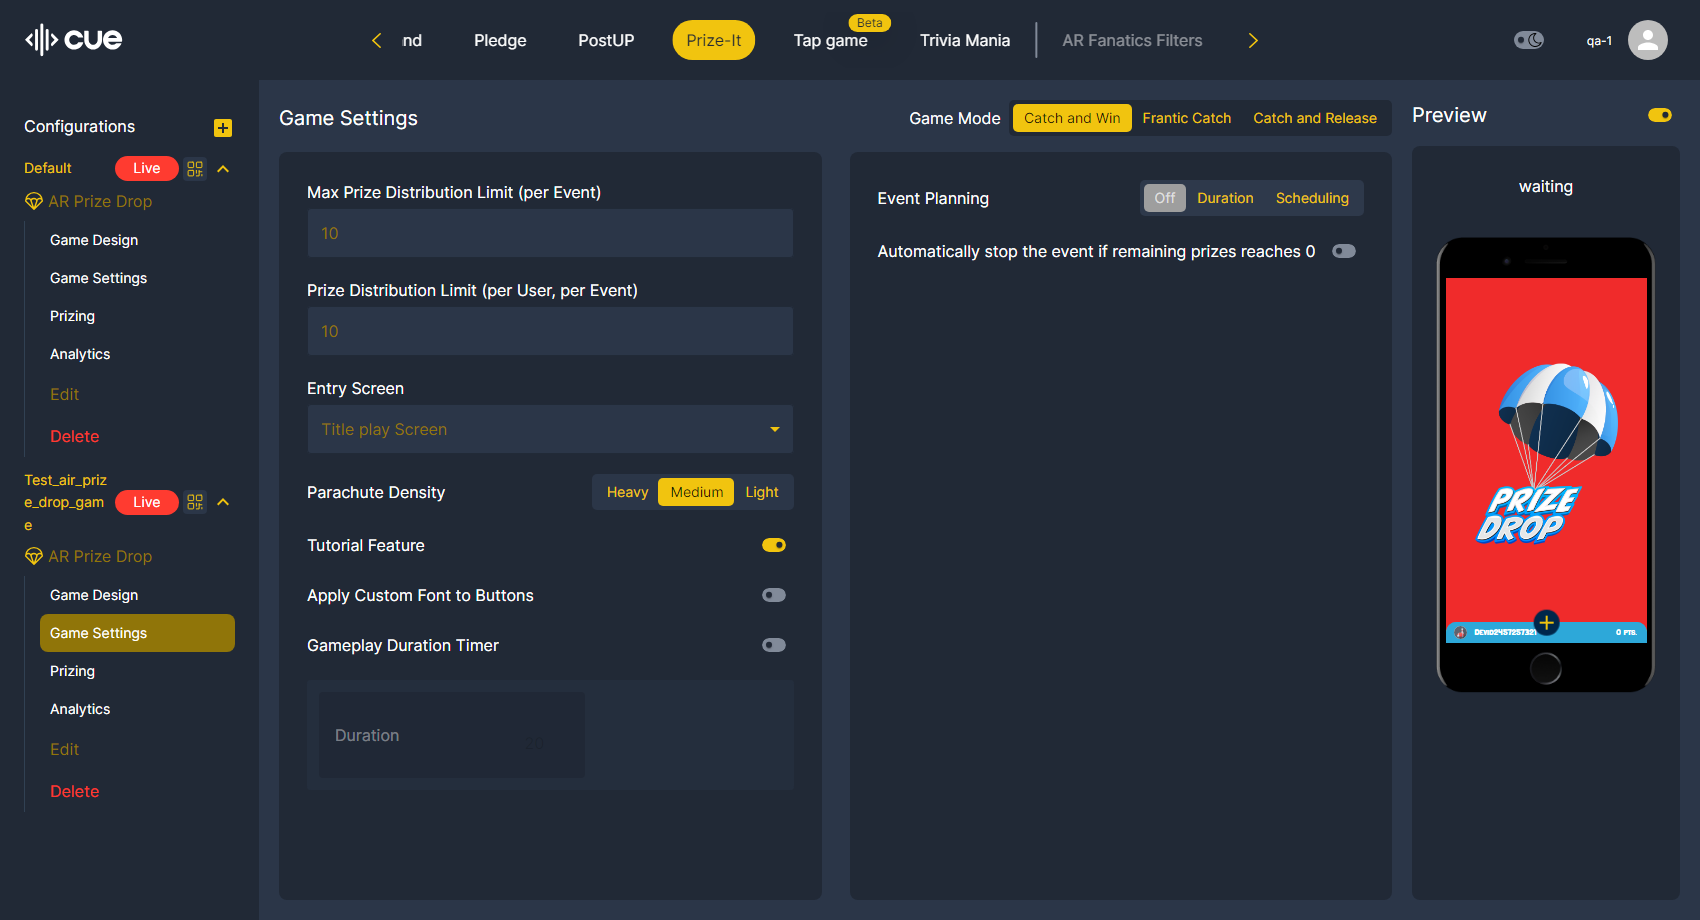 cue
nd
Pledge
PostUP
Prize-It
Beta
Tap game
Trivia Mania
AR Fanatics Filters
qa-1
Configurations
Default
Live
AR Prize Drop
Game Design
Game Settings
Prizing
Analytics
Edit
Delete
Test_air_priz
e_drop_gam
e
Live
AR Prize Drop
Game Design
Game Settings
Prizing
Analytics
Edit
Delete
Game Settings
Game Mode
Catch and Win
Frantic Catch
Catch and Release
Max Prize Distribution Limit (per Event)
10
Prize Distribution Limit (per User, per Event)
10
Entry Screen
Title play Screen
Parachute Density
Heavy
Medium
Light
Tutorial Feature
Apply Custom Font to Buttons
Gameplay Duration Timer
Duration
20
Event Planning
Off
Duration
Scheduling
Automatically stop the event if remaining prizes reaches 0
Preview
waiting
PRIZE
DROP
0 PTS.